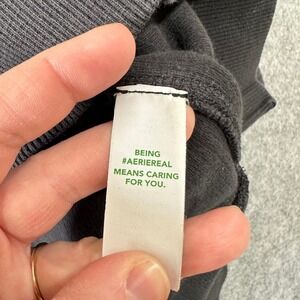 BEING
#AERIEREAL
MEANS CARING
FOR YOU.